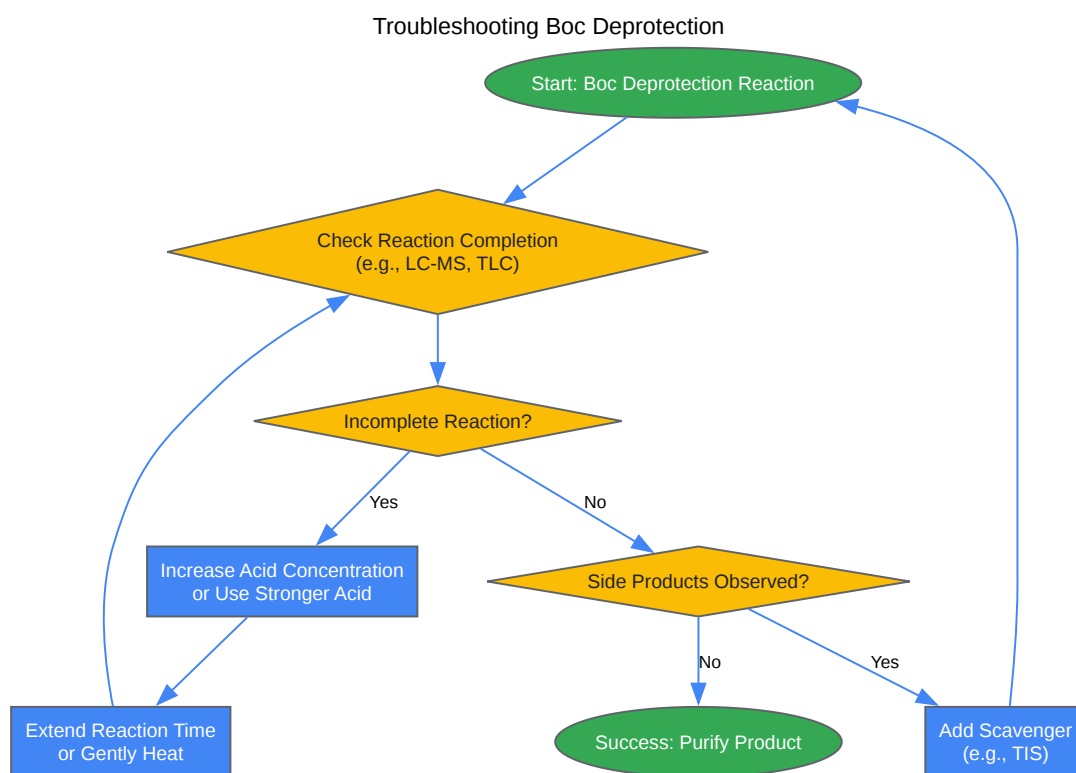 Troubleshooting Boc Deprotection
Start: Boc Deprotection Reaction
Check Reaction Completion
(e.g., LC-MS, TLC)
Incomplete Reaction?
Yes
No
Increase Acid Concentration
or Use Stronger Acid
Side Products Observed?
No
Yes
Extend Reaction Time
or Gently Heat
Success: Purify Product
Add Scavenger
(e.g., TIS)